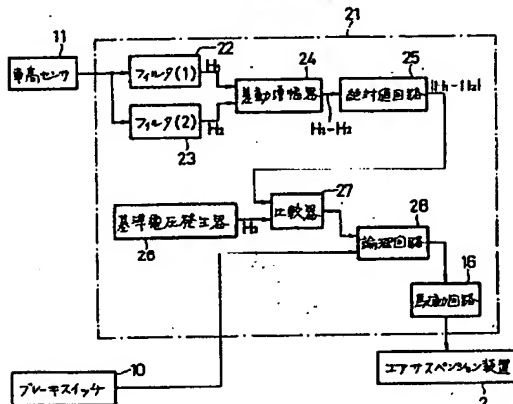 11
車高センサ
21
22
フィルタ(1)
H1
24
差動増幅器
25
絶対値回路
|H1-H2|
H1-H2
フィルタ(2)
H2
23
27
比較器
基準電圧発生器
H3
26
28
論理回路
16
駆動回路
10
ブレーキスイッチ
エアサスペンション装置
2